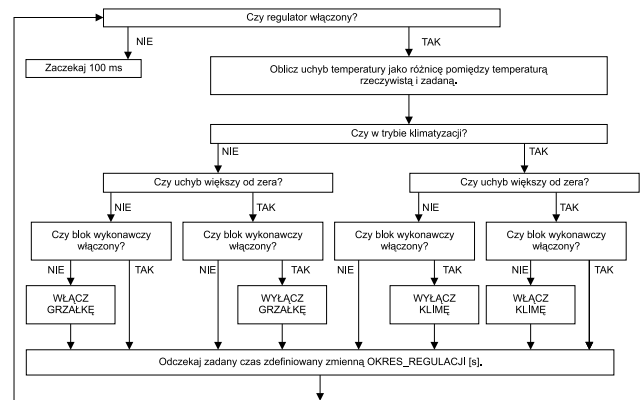 Czy regulator włączony?
NIE
TAK
Zaczekaj 100 ms
Oblicz uchyb temperatury jako różnicę pomiędzy temperaturą
rzeczywistą i zadaną.
Czy w trybie klimatyzacji?
NIE
TAK
Czy uchyb większy od zera?
Czy uchyb większy od zera?
NIE
TAK
NIE
TAK
Czy blok wykonawczy
włączony?
Czy blok wykonawczy
włączony?
Czy blok wykonawczy
włączony?
Czy blok wykonawczy
włączony?
NIE
TAK
NIE
TAK
NIE
TAK
NIE
TAK
WŁĄCZ
GRZAŁKĘ
WYŁĄCZ
GRZAŁKĘ
WYŁĄCZ
KLIMĘ
WŁĄCZ
KLIMĘ
Odczekaj zadany czas zdefiniowany zmienną OKRES_REGULACJI [s].